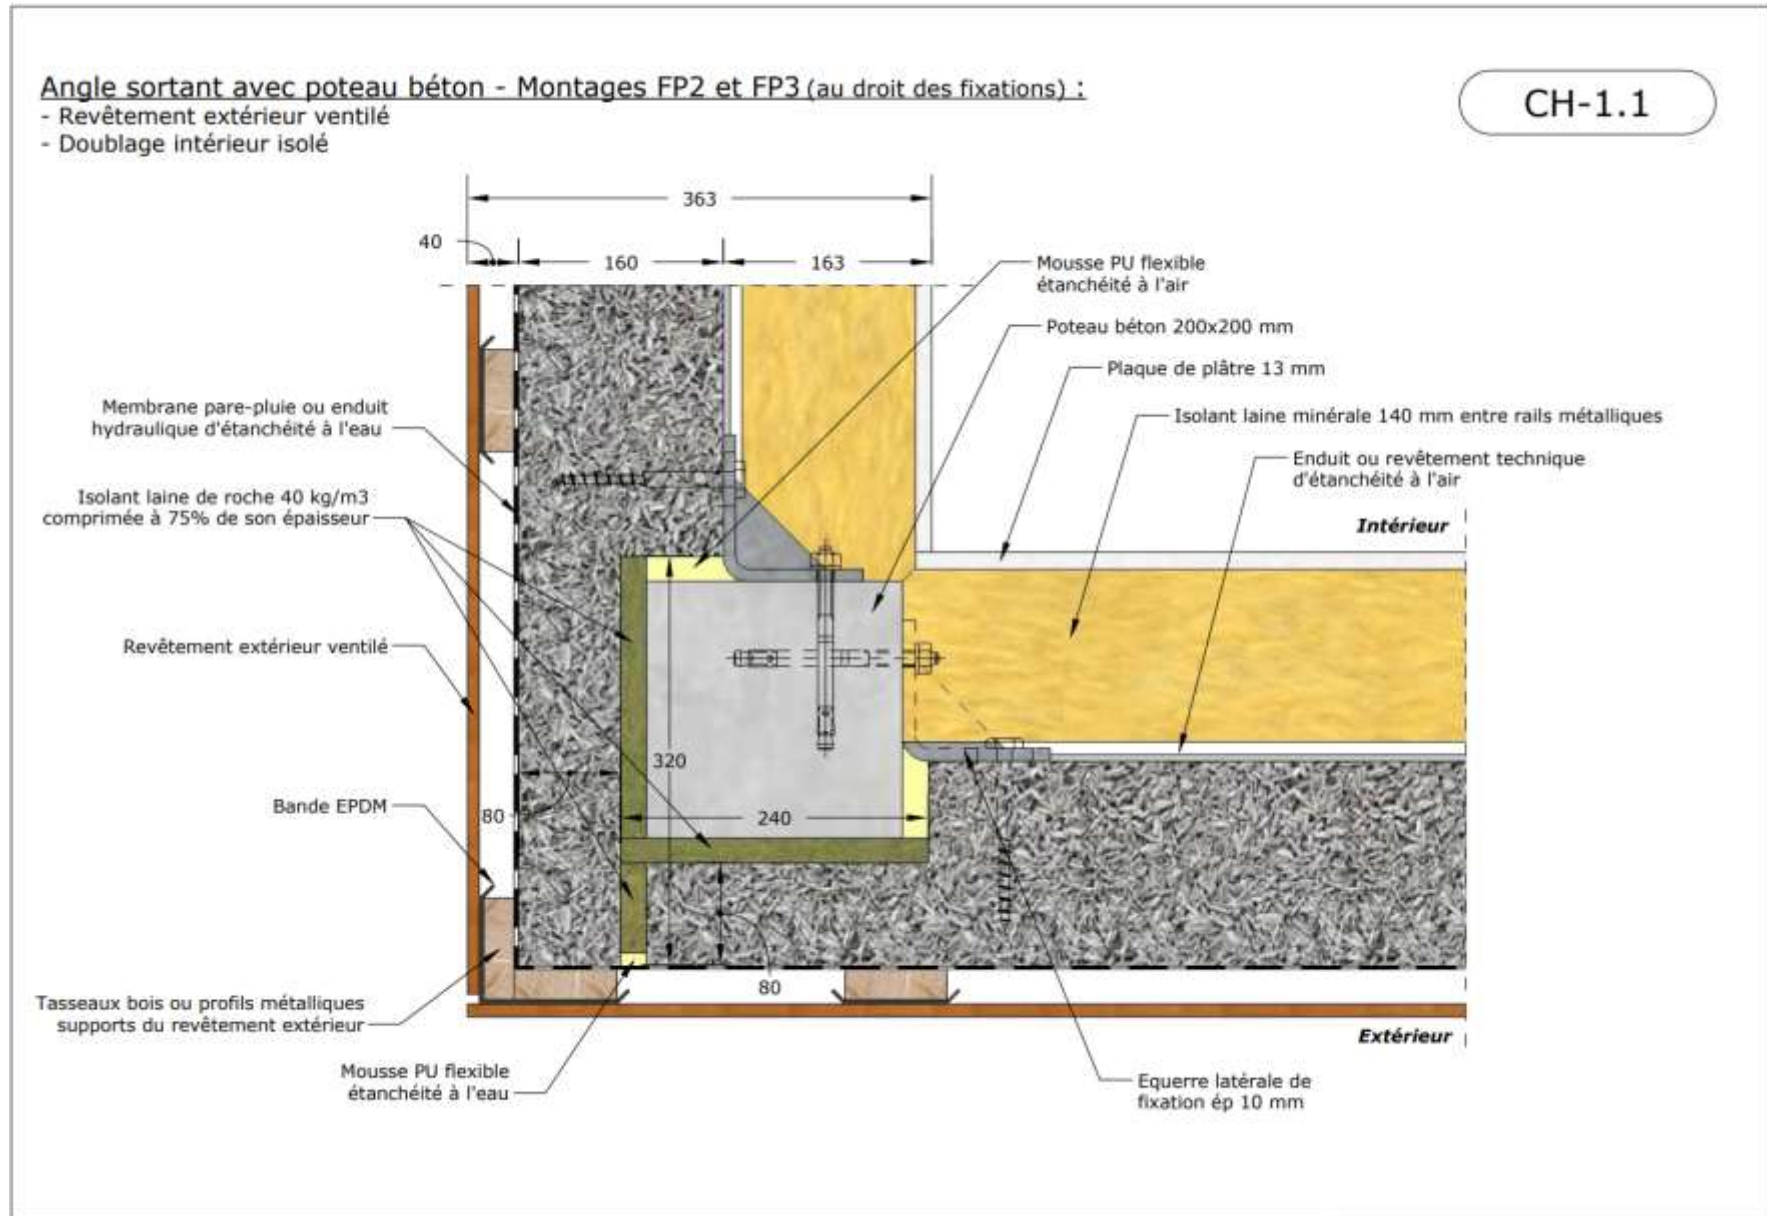 Angle sortant avec poteau béton - Montages FP2 et FP3 (au droit des fixations) :
- Revêtement extérieur ventilé
- Doublage intérieur isolé
CH-1.1
363
40
160
163
Mousse PU flexible
étanchéité à l'air
Poteau béton 200x200 mm
Plaque de plâtre 13 mm
Isolant laine minérale 140 mm entre rails métalliques
Enduit ou revêtement technique
d'étanchéité à l'air
Intérieur
Membrane pare-pluie ou enduit
hydraulique d'étanchéité à l'eau
Isolant laine de roche 40 kg/m3
comprimée à 75% de son épaisseur
Revêtement extérieur ventilé
320
Bande EPDM
80
240
80
Tasseaux bois ou profils métalliques
supports du revêtement extérieur
Extérieur
Mousse PU flexible
étanchéité à l'eau
Equerre latérale de
fixation ép 10 mm